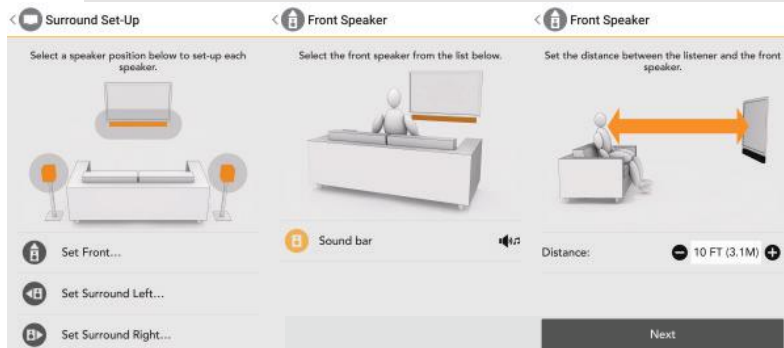 Surround Set-Up
Select a speaker position below to set-up each
speaker.
Set Front...
Set Surround Left...
Set Surround Right...
Front Speaker
Select the front speaker from the list below.
Sound bar
Front Speaker
Set the distance between the listener and the front
speaker.
Distance:
10 FT (3.1M)
Next